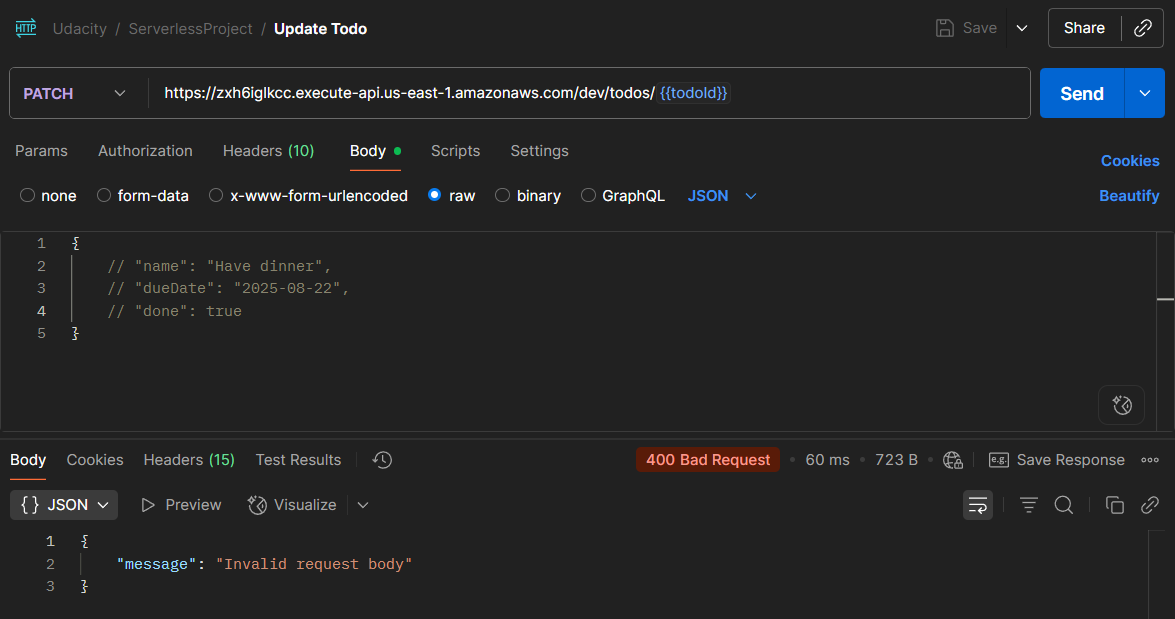 HTTP Udacity / ServerlessProject / Update Todo Save Share
PATCH https://zxh6iglkcc.execute-api.us-east-1.amazonaws.com/dev/todos/ {{todoId}} Send
Params Authorization Headers (10) Body Scripts Settings Cookies
none form-data x-www-form-urlencoded raw binary GraphQL JSON Beautify
1 {
2 // "name": "Have dinner",
3 // "dueDate": "2025-08-22",
4 // "done": true
5 }
Body Cookies Headers (15) Test Results 400 Bad Request • 60 ms • 723 B • e.g. Save Response
{} JSON Preview Visualize
1 {
2 "message": "Invalid request body"
3 }